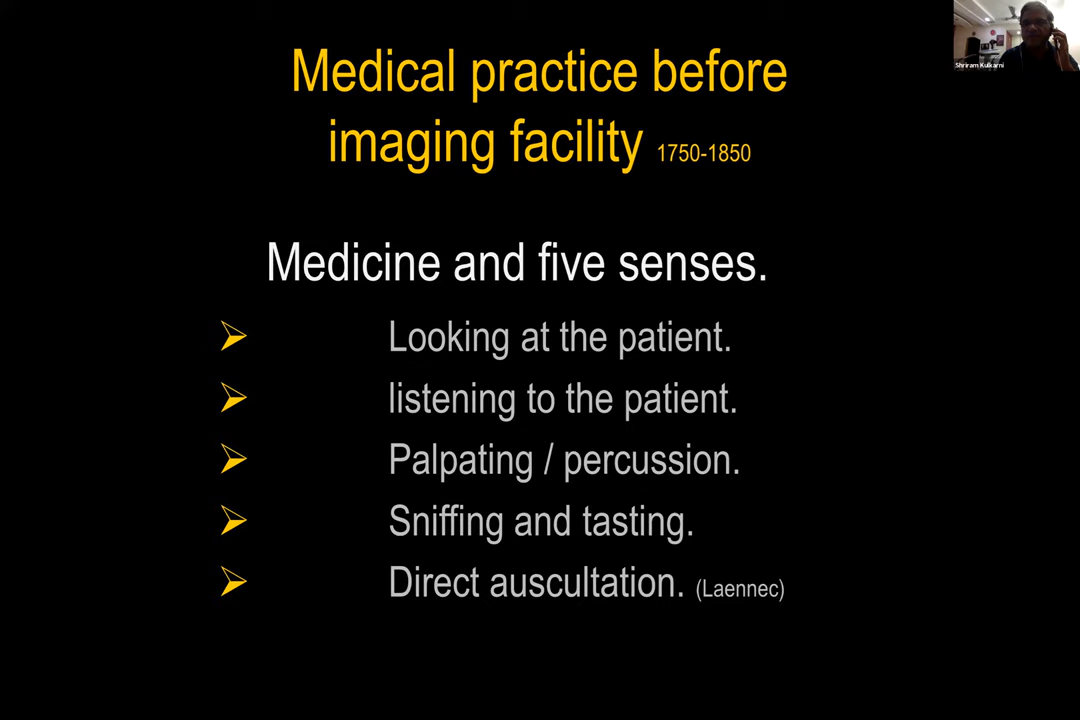 Medical practice before
imaging facility 1750-1850
Shriram Kulkarni
Medicine and five senses.
Looking at the patient.
listening to the patient.
Palpating / percussion.
Sniffing and tasting.
Direct auscultation. (Laennec)